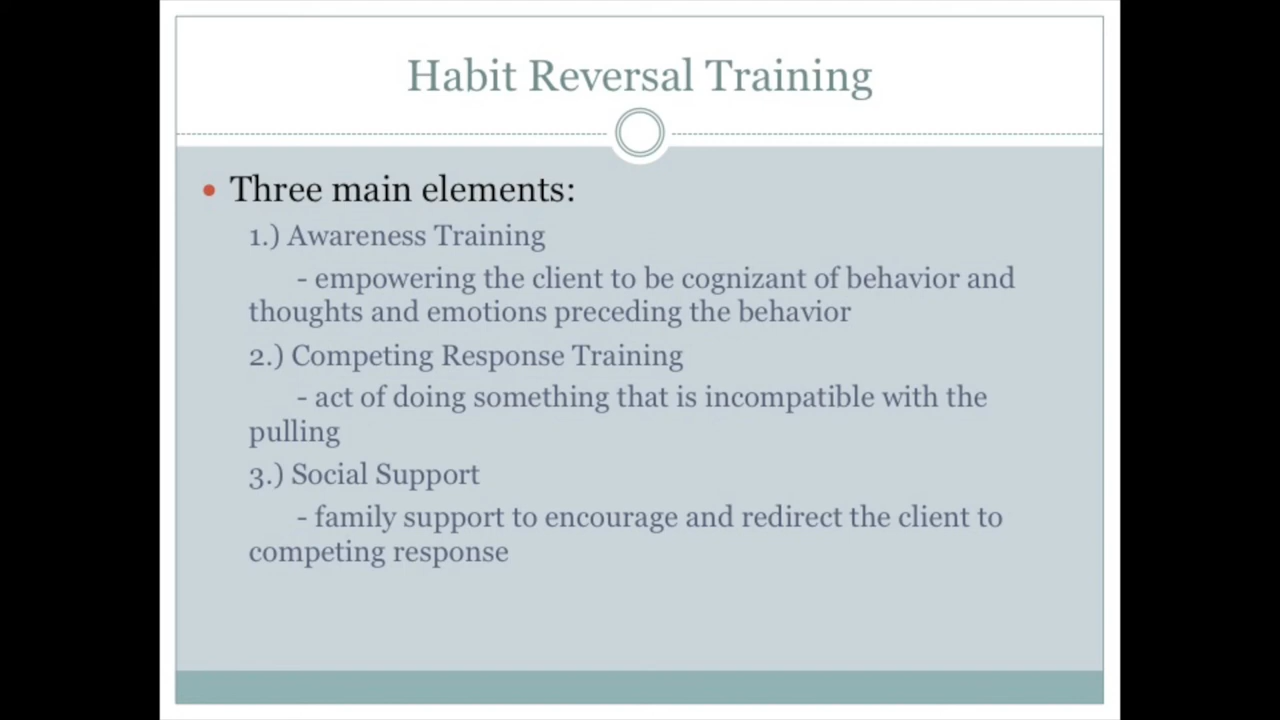 Habit Reversal Training
• Three main elements:
1.) Awareness Training
- empowering the client to be cognizant of behavior and
thoughts and emotions preceding the behavior
2.) Competing Response Training
- act of doing something that is incompatible with the
pulling
3.) Social Support
- family support to encourage and redirect the client to
competing response